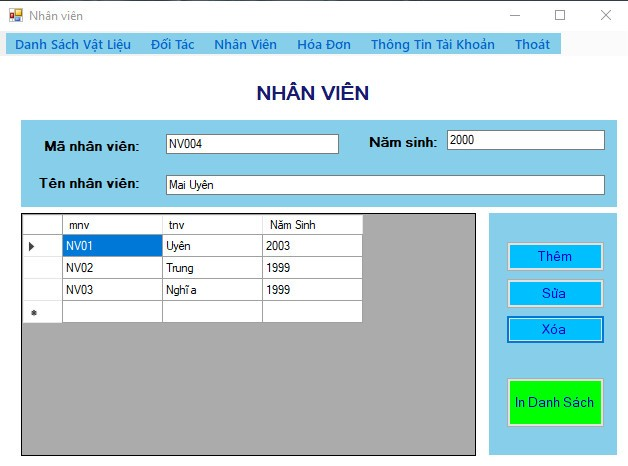 Nhân viên
Danh Sách Vật Liệu Đối Tác Nhân Viên Hóa Đơn Thông Tin Tài Khoản Thoát
NHÂN VIÊN
Mã nhân viên: NV004 Năm sinh: 2000
Tên nhân viên: Mai Uyên
mnv tnv Năm Sinh
NV01 Uyên 2003
NV02 Trung 1999
NV03 Nghĩa 1999
Thêm
Sửa
Xóa
In Danh Sách